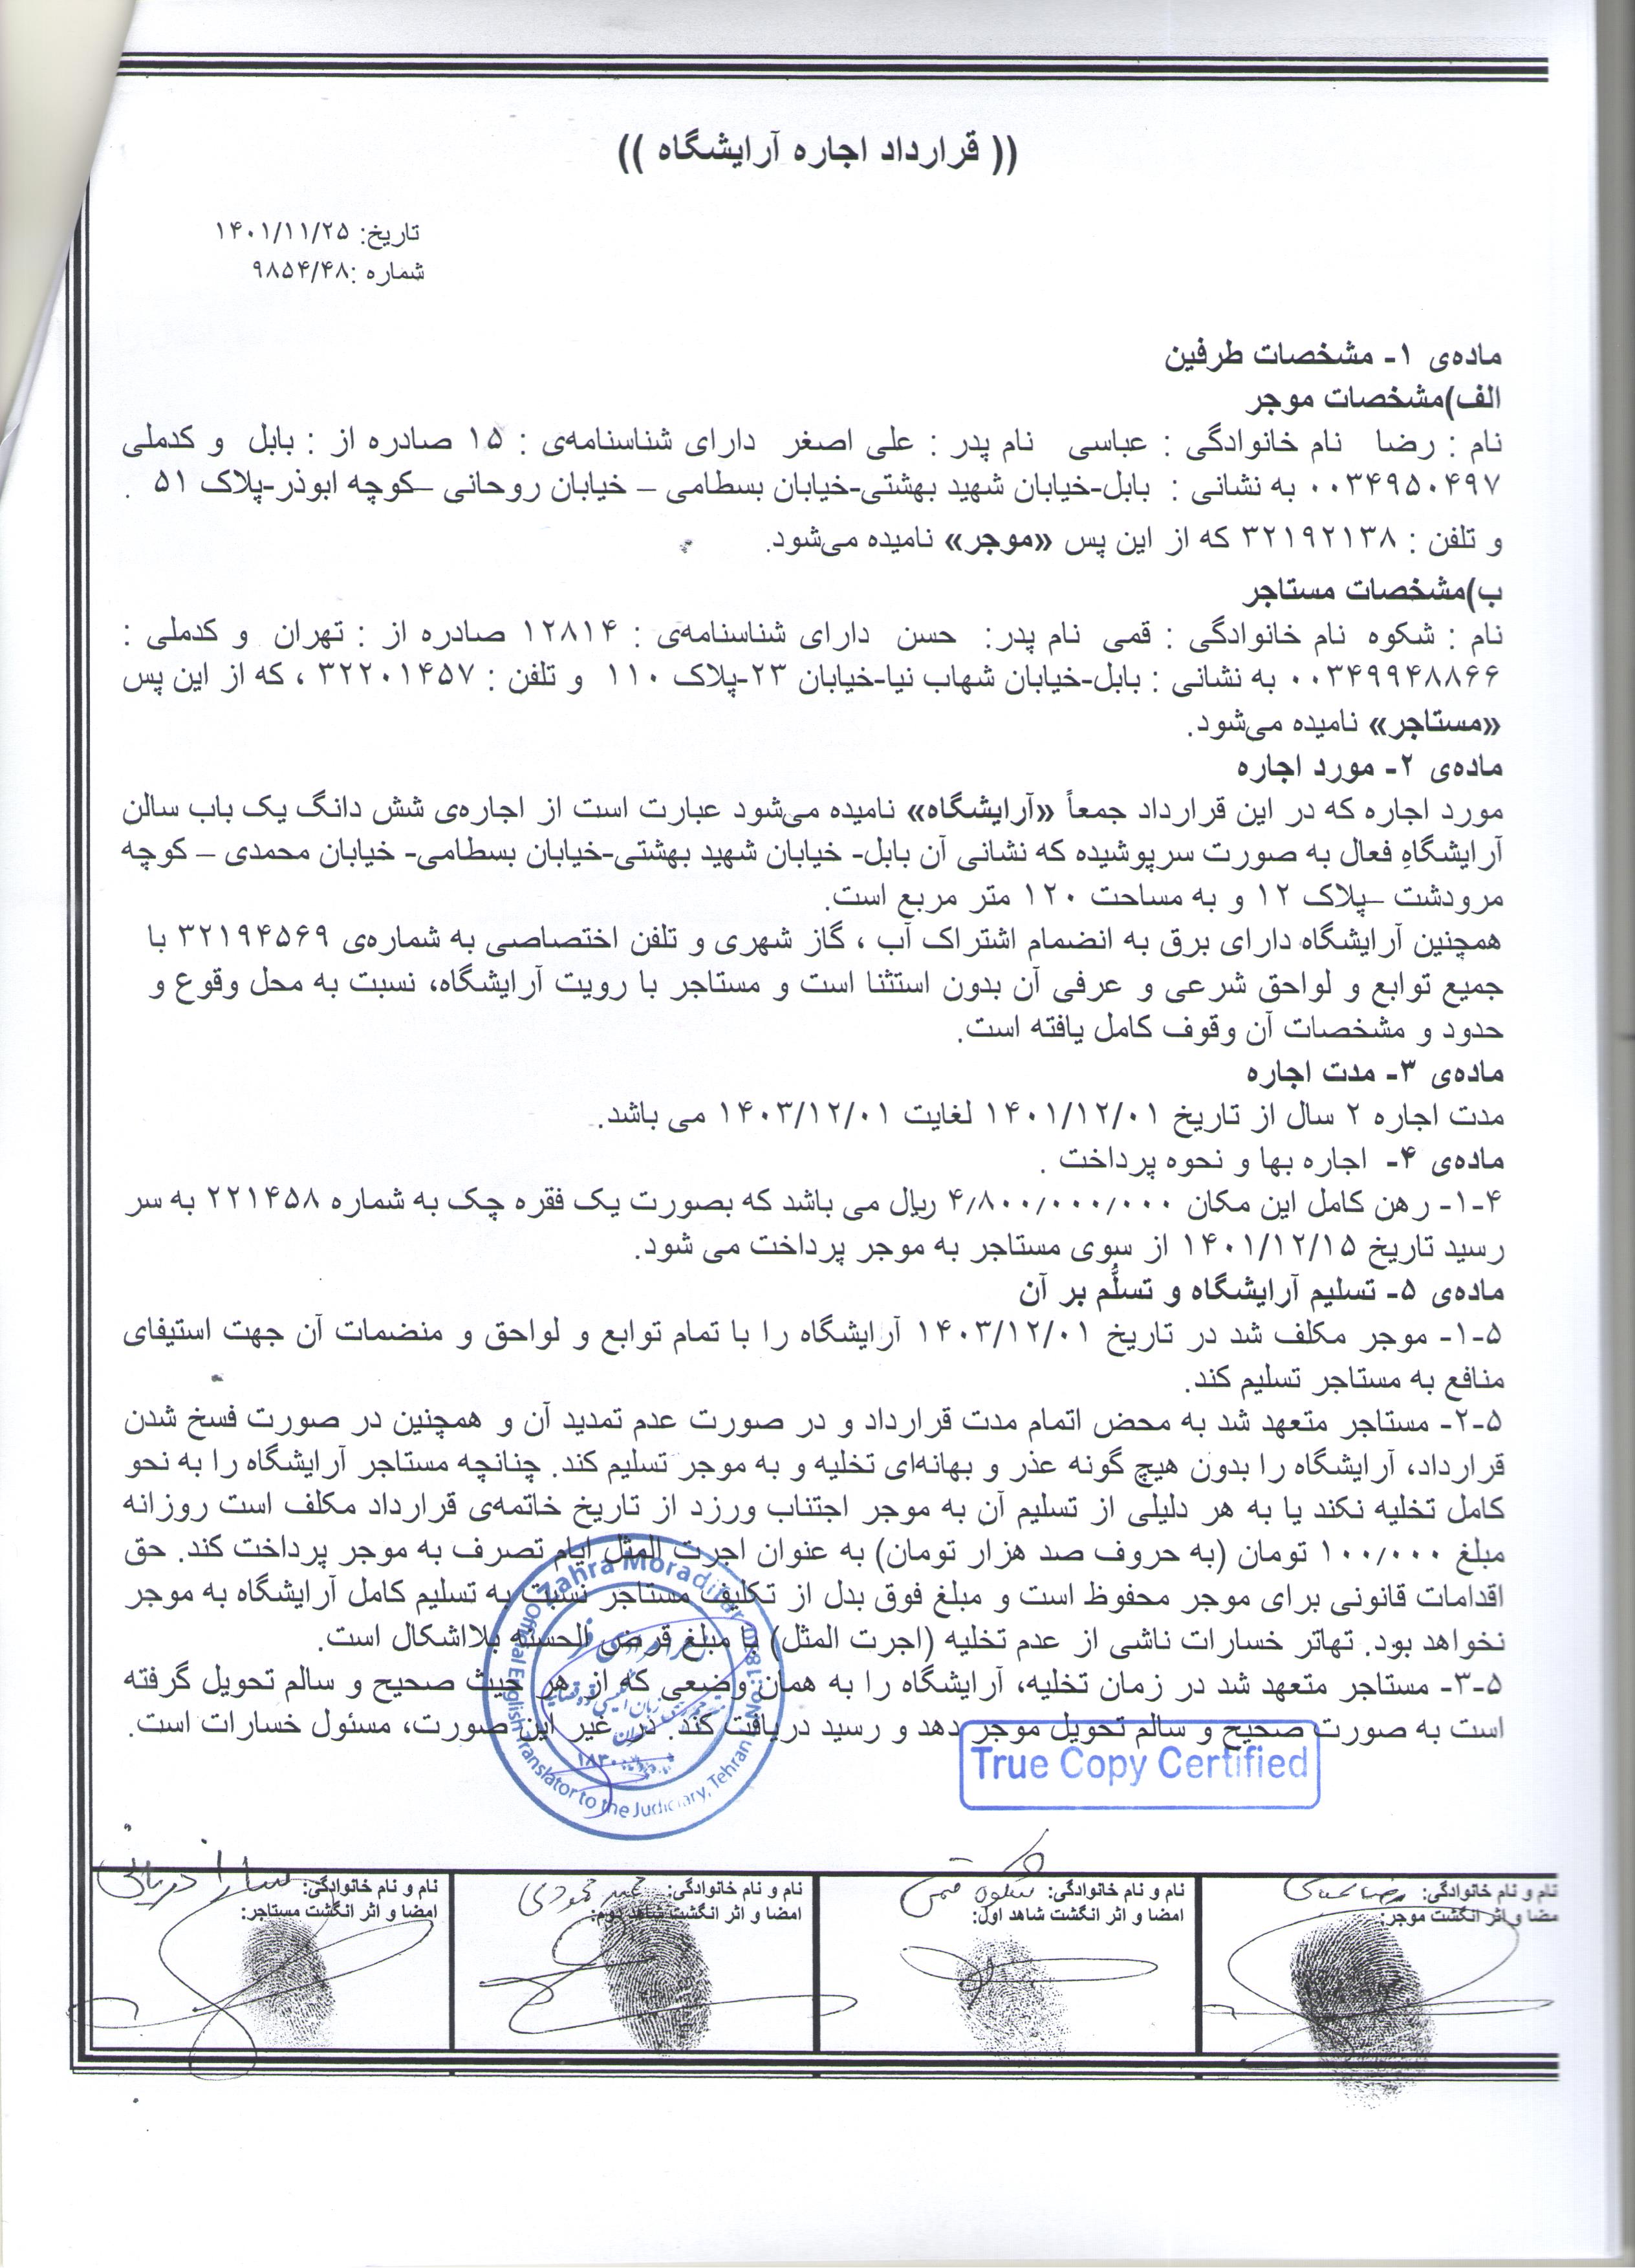 (( قرارداد اجاره آرایشگاه ))
تاریخ: ۱۴۰۱/۱۱/۲۵
شماره :۹۸۵۴/۴۸
ماده‌ی ۱- مشخصات طرفین
الف)مشخصات موجر
نام : رضا نام خانوادگی : عباسی نام پدر : علی اصغر دارای شناسنامه‌ی : ۱۵ صادره از : بابل و کدملی
۰۰۳۴۹۵۰۴۹۷ به نشانی : بابل-خیابان شهید بهشتی-خیابان بسطامی – خیابان روحانی –کوچه ابوذر-پلاک ۵۱ .
و تلفن : ۳۲۱۹۲۱۳۸ که از این پس «موجر» نامیده می‌شود.
ب)مشخصات مستاجر
نام : شکوه نام خانوادگی : قمی نام پدر: حسن دارای شناسنامه‌ی : ۱۲۸۱۴ صادره از : تهران و کدملی :
۰۰۳۴۹۹۴۸۸۶۶ به نشانی : بابل-خیابان شهاب نیا-خیابان ۲۳-پلاک ۱۱۰ و تلفن : ۳۲۲۰۱۴۵۷ ، که از این پس
«مستاجر» نامیده می‌شود.
ماده‌ی ۲- مورد اجاره
مورد اجاره که در این قرارداد جمعاً «آرایشگاه» نامیده می‌شود عبارت است از اجاره‌ی شش دانگ یک باب سالن
آرایشگاهِ فعال به صورت سرپوشیده که نشانی آن بابل- خیابان شهید بهشتی-خیابان بسطامی- خیابان محمدی – کوچه
مرودشت –پلاک ۱۲ و به مساحت ۱۲۰ متر مربع است.
همچنین آرایشگاه دارای برق به انضمام اشتراک آب ، گاز شهری و تلفن اختصاصی به شماره‌ی ۳۲۱۹۴۵۶۹ با
جمیع توابع و لواحق شرعی و عرفی آن بدون استثنا است و مستاجر با رویت آرایشگاه، نسبت به محل وقوع و
حدود و مشخصات آن وقوف کامل یافته است.
ماده‌ی ۳- مدت اجاره
مدت اجاره ۲ سال از تاریخ ۱۴۰۱/۱۲/۰۱ لغایت ۱۴۰۳/۱۲/۰۱ می باشد.
ماده‌ی ۴- اجاره بها و نحوه پرداخت .
۴-۱- رهن کامل این مکان ۴/۸۰۰/۰۰۰/۰۰۰ ریال می باشد که بصورت یک فقره چک به شماره ۲۲۱۴۵۸ به سر
رسید تاریخ ۱۴۰۱/۱۲/۱۵ از سوی مستاجر به موجر پرداخت می شود.
ماده‌ی ۵- تسلیم آرایشگاه و تسلُّم بر آن
۵-۱- موجر مکلف شد در تاریخ ۱۴۰۳/۱۲/۰۱ آرایشگاه را با تمام توابع و لواحق و منضمات آن جهت استیفای
منافع به مستاجر تسلیم کند.
۵-۲- مستاجر متعهد شد به محض اتمام مدت قرارداد و در صورت عدم تمدید آن و همچنین در صورت فسخ شدن
قرارداد، آرایشگاه را بدون هیچ گونه عذر و بهانه‌ای تخلیه و به موجر تسلیم کند. چنانچه مستاجر آرایشگاه را به نحو
کامل تخلیه نکند یا به هر دلیلی از تسلیم آن به موجر اجتناب ورزد از تاریخ خاتمه‌ی قرارداد مکلف است روزانه
مبلغ ۱۰۰/۰۰۰ تومان (به حروف صد هزار تومان) به عنوان اجرت المثل ایام تصرف به موجر پرداخت کند. حق
اقدامات قانونی برای موجر محفوظ است و مبلغ فوق بدل از تکلیف مستاجر نسبت به تسلیم کامل آرایشگاه به موجر
نخواهد بود. تهاتر خسارات ناشی از عدم تخلیه (اجرت المثل) با مبلغ قرض الحسنه بلااشکال است.
۵-۳- مستاجر متعهد شد در زمان تخلیه، آرایشگاه را به همان وضعی که از هر حیث صحیح و سالم تحویل گرفته
است به صورت صحیح و سالم تحویل موجر دهد و رسید دریافت کند. در غیر این صورت، مسئول خسارات است.
Zahra Moradifar
Official English Translator to the Judiciary, Tehran
۱۸۳۰
True Copy Certified
نام و نام خانوادگی:
مضا و اثر انگشت موجر:
نام و نام خانوادگی: شکوه قمی
امضا و اثر انگشت شاهد اول:
نام و نام خانوادگی: حمید محمودی
امضا و اثر انگشت شاهد دوم:
نام و نام خانوادگی: سارا دریائی
امضا و اثر انگشت مستاجر: